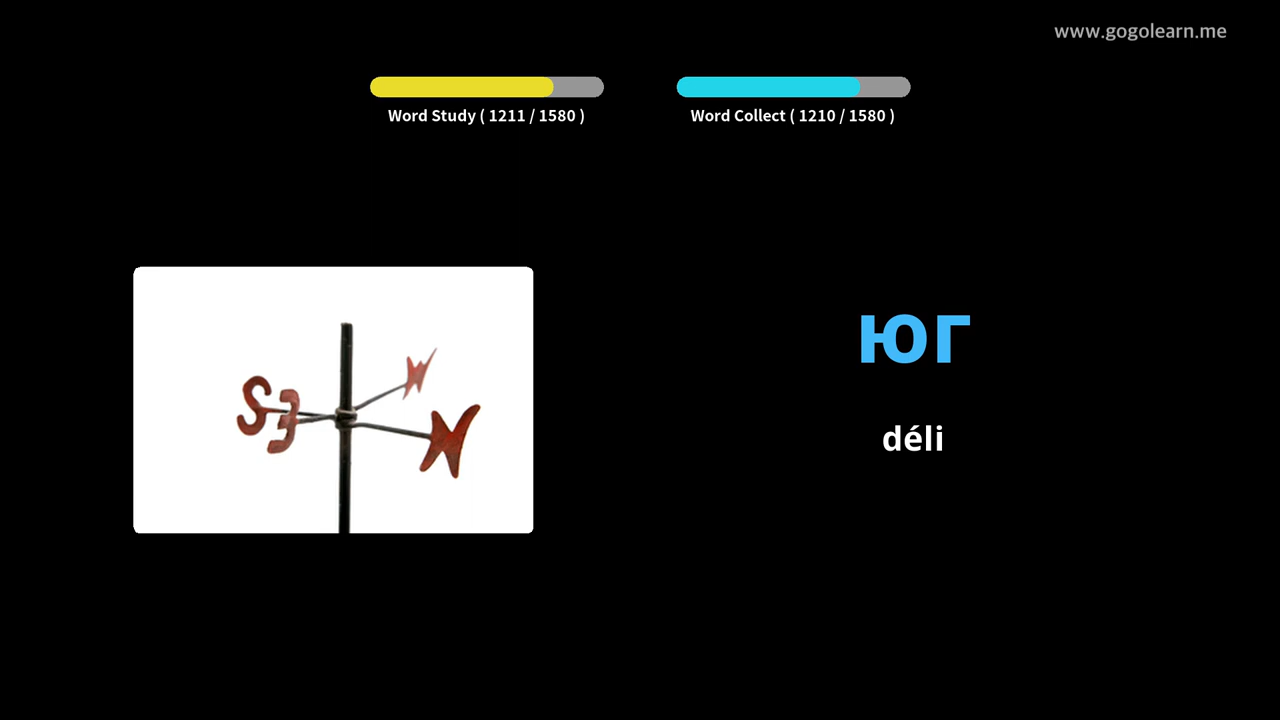 www.gogolearn.me
Word Study ( 1211 / 1580 )
Word Collect ( 1210 / 1580 )
юг
déli
S
E
W
N